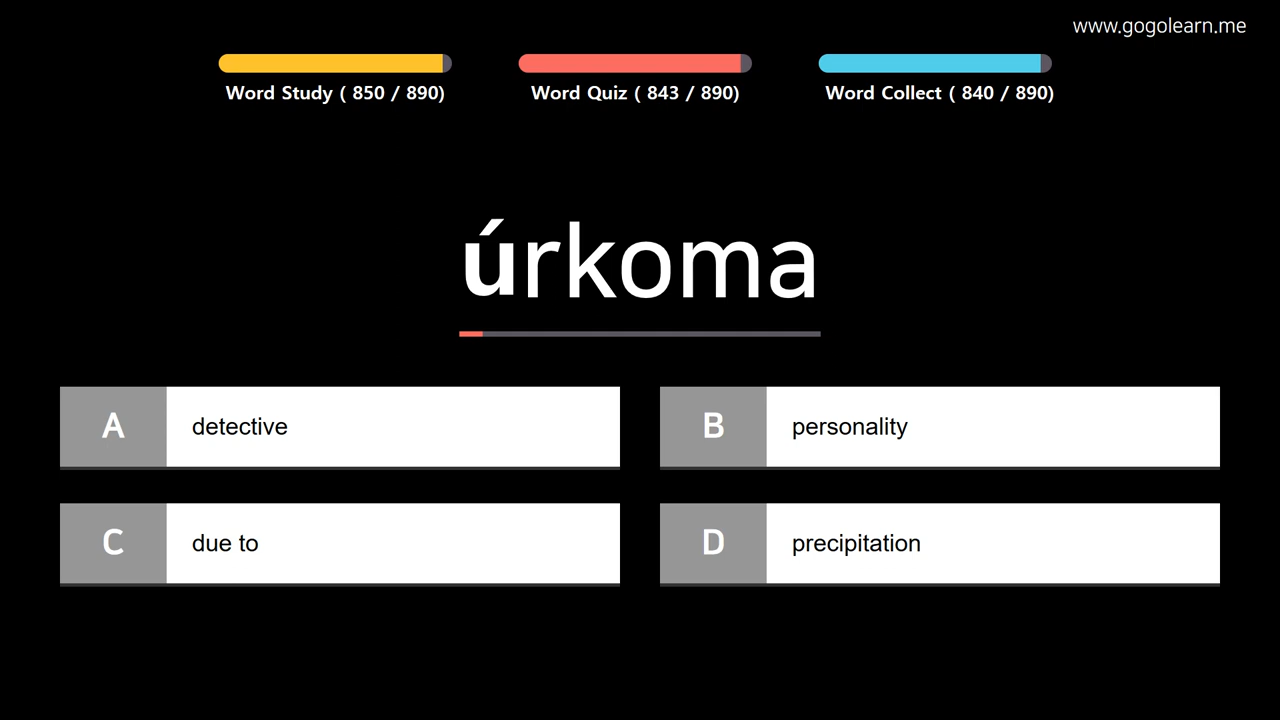 www.gogolearn.me
Word Study ( 850 / 890)
Word Quiz ( 843 / 890)
Word Collect ( 840 / 890)
úrkoma
A detective
B personality
C due to
D precipitation